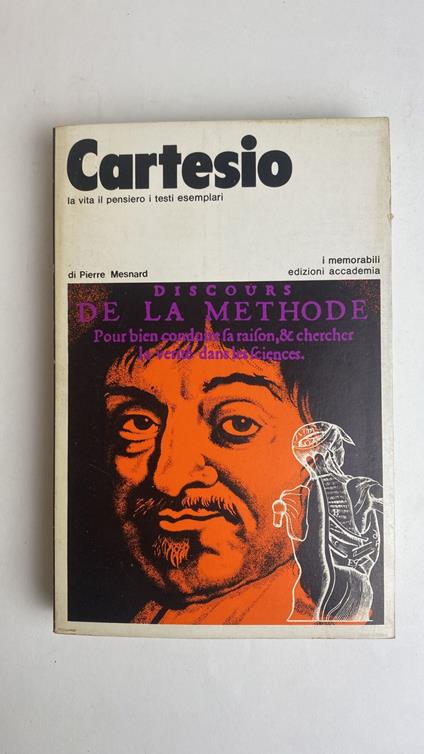 Cartesio
la vita il pensiero i testi esemplari
i memorabili
di Pierre Mesnard
edizioni accademia
DISCOURS
DE LA METHODE
Pour bien conduire ſa raiſon, & chercher
la verité dans les ſciences.